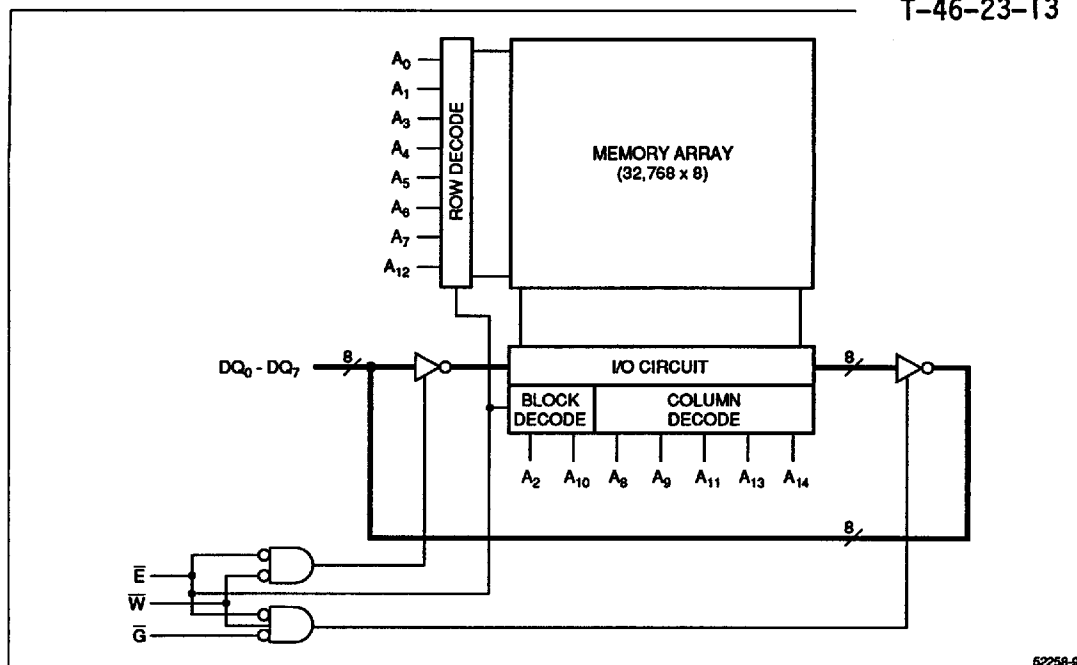 T-46-23-13
A₀
A₁
A₃
A₄
A₅
A₆
A₇
A₁₂
ROW DECODE
MEMORY ARRAY
(32,768 x 8)
DQ₀ - DQ₇
8
I/O CIRCUIT
8
BLOCK
DECODE
COLUMN
DECODE
A₂
A₁₀
A₈
A₉
A₁₁
A₁₃
A₁₄
8
E̅
W̅
G̅